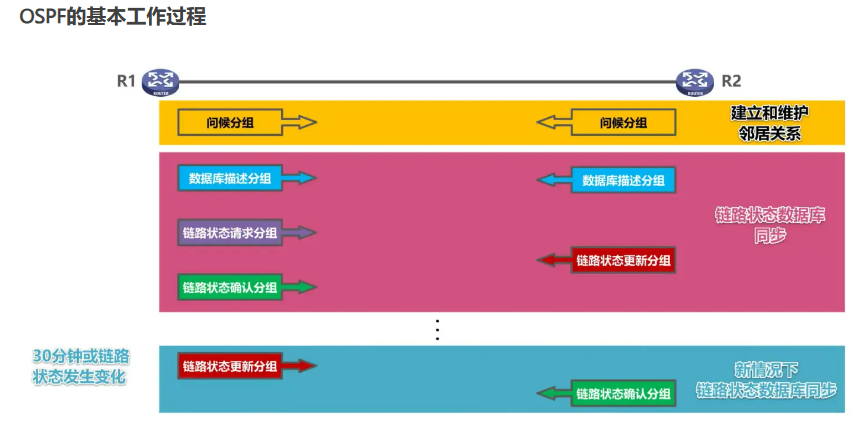 OSPF的基本工作过程
R1
R2
ROUTER
ROUTER
问候分组
问候分组
建立和维护
邻居关系
数据库描述分组
数据库描述分组
链路状态请求分组
链路状态数据库
同步
链路状态更新分组
链路状态确认分组
30分钟或链路
状态发生变化
链路状态更新分组
新情况下
链路状态数据库同步
链路状态确认分组